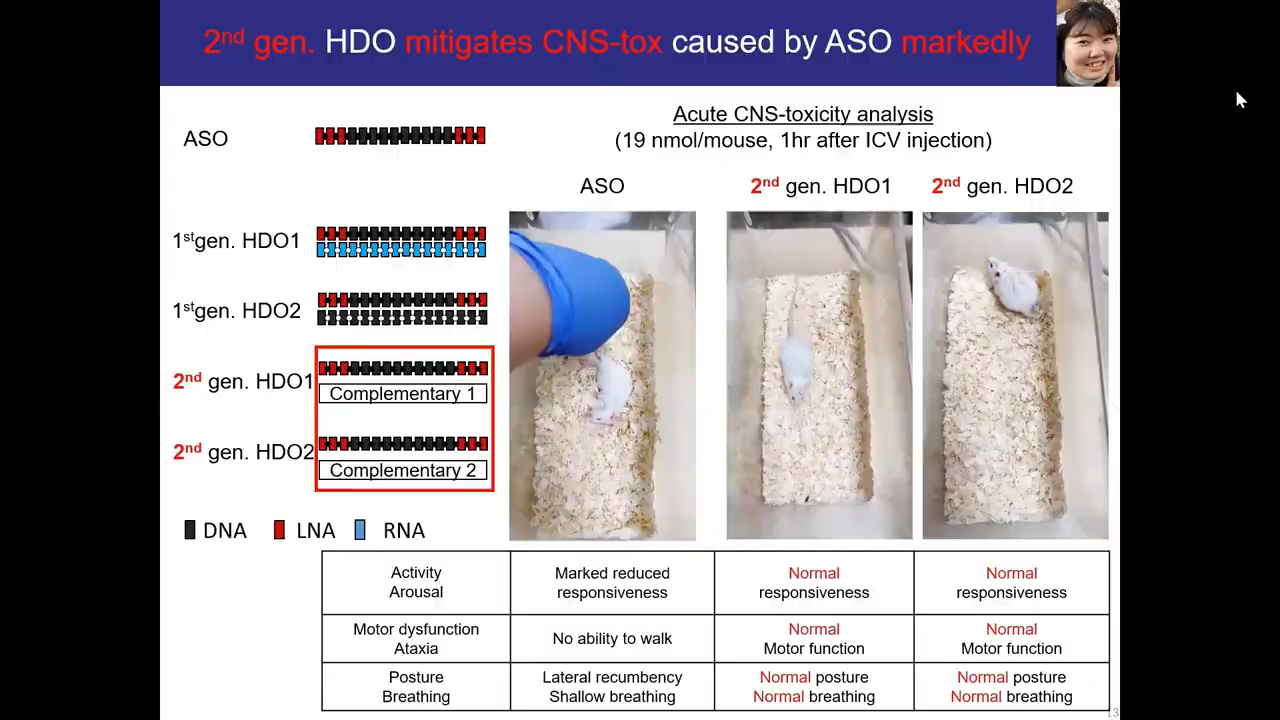 2nd gen. HDO mitigates CNS-tox caused by ASO markedly
Acute CNS-toxicity analysis
(19 nmol/mouse, 1hr after ICV injection)
ASO
1stgen. HDO1
1stgen. HDO2
2nd gen. HDO1
Complementary 1
2nd gen. HDO2
Complementary 2
DNA LNA RNA
ASO 2nd gen. HDO1 2nd gen. HDO2
Activity
Arousal
Marked reduced
responsiveness
Normal
responsiveness
Normal
responsiveness
Motor dysfunction
Ataxia
No ability to walk
Normal
Motor function
Normal
Motor function
Posture
Breathing
Lateral recumbency
Shallow breathing
Normal posture
Normal breathing
Normal posture
Normal breathing
13